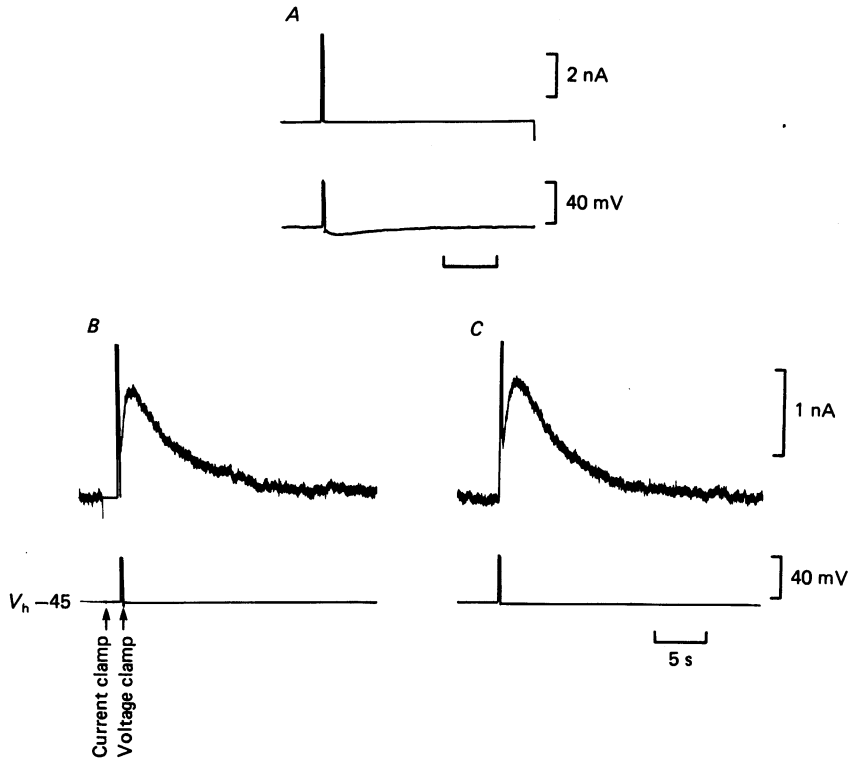 A
2 nA
40 mV
B
C
1 nA
40 mV
Vh –45
5 s
Current clamp
Voltage clamp